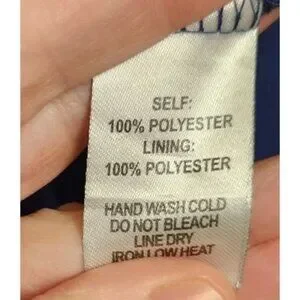 SELF:
100% POLYESTER
LINING:
100% POLYESTER
HAND WASH COLD
DO NOT BLEACH
LINE DRY
IRON LOW HEAT